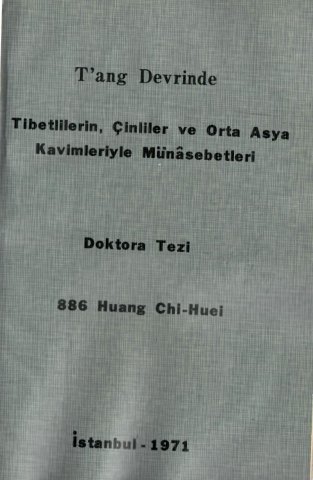 T'ang Devrinde
Tibetlilerin, Çinliler ve Orta Asya
Kavimleriyle Münâsebetleri
Doktora Tezi
886 Huang Chi-Huei
İstanbul - 1971